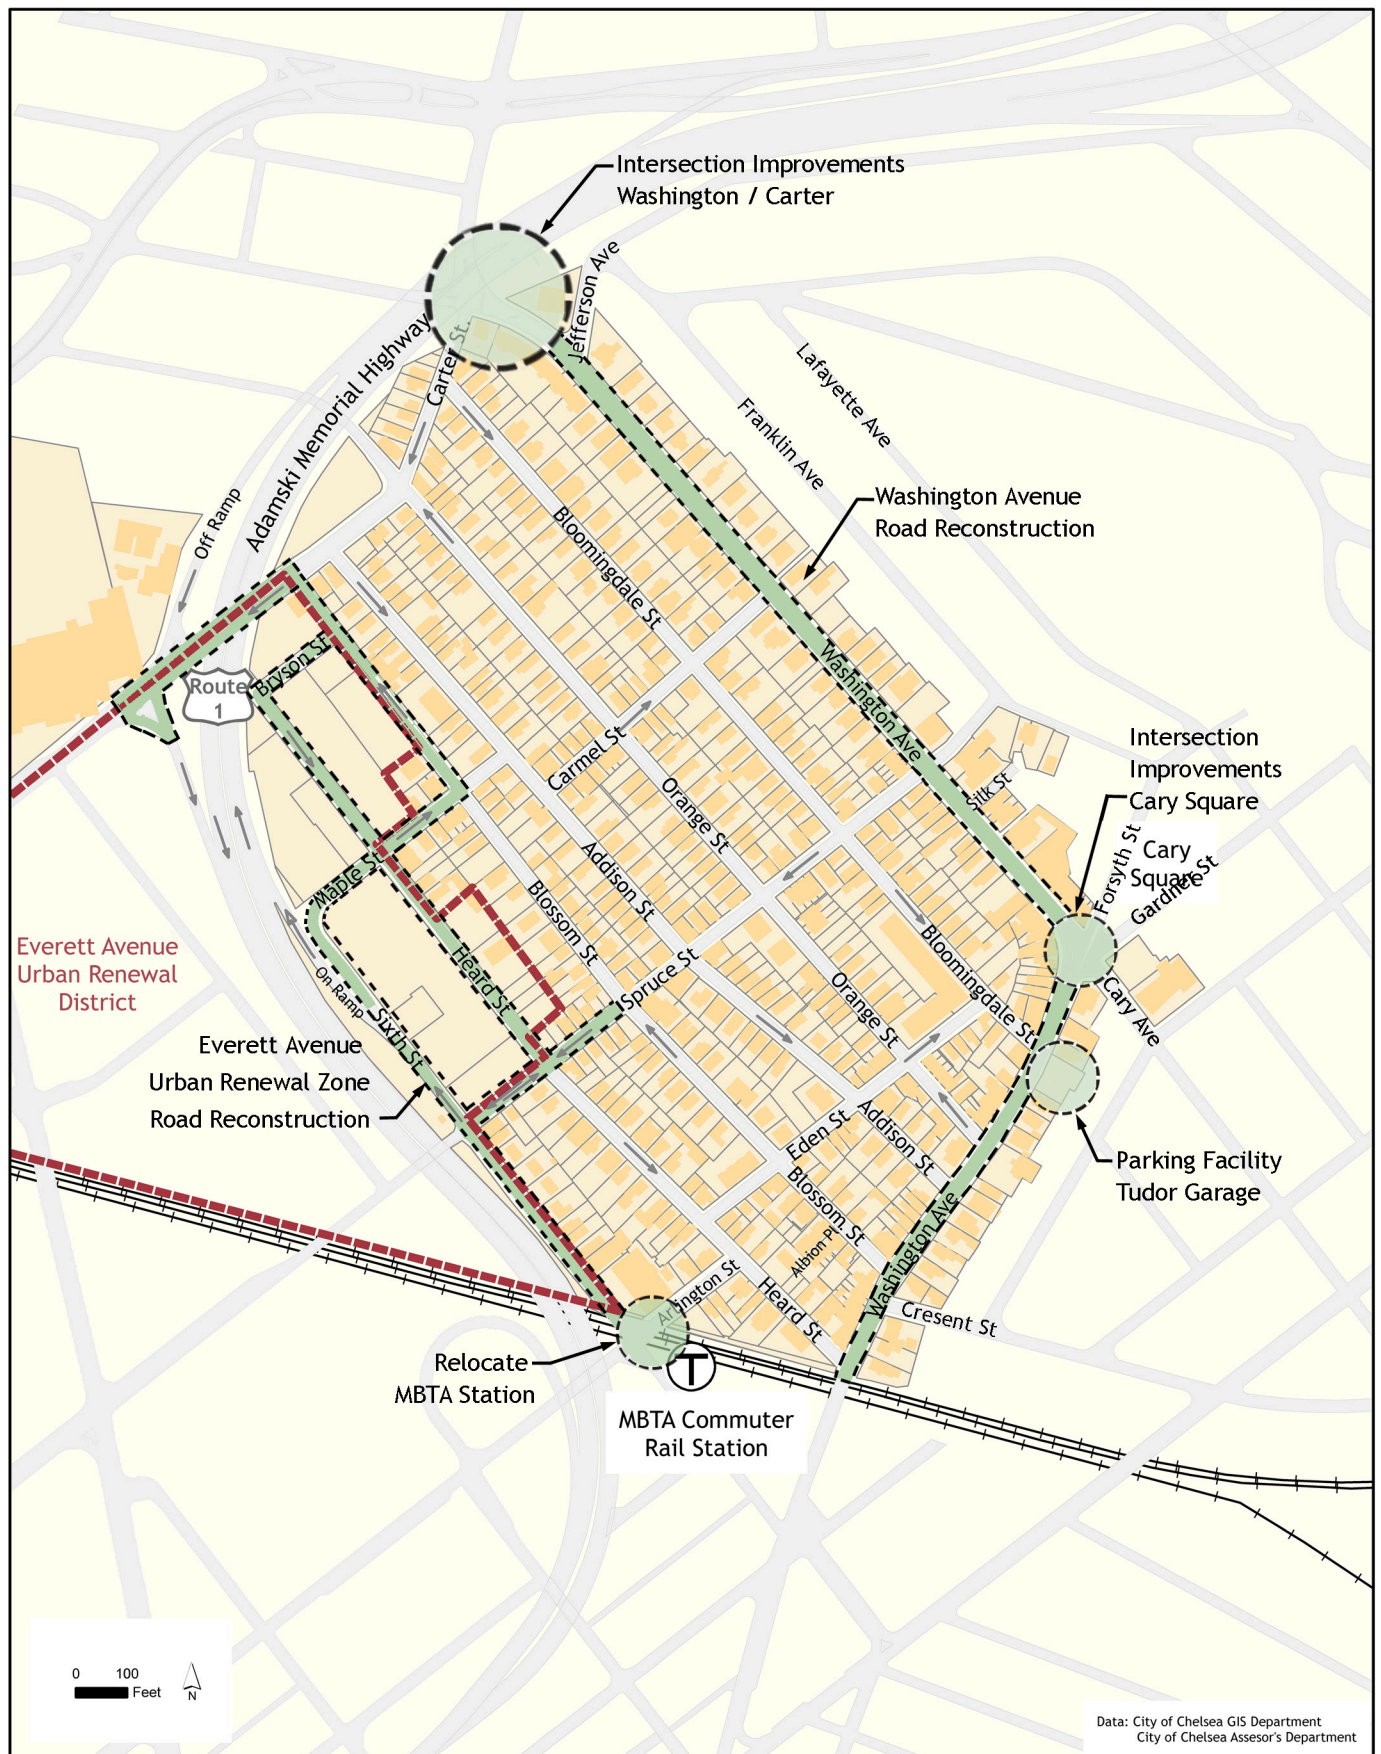 Intersection Improvements
Washington / Carter
Jefferson Ave
Carter St.
Adamski Memorial Highway
Lafayette Ave
Franklin Ave
Off Ramp
Washington Avenue
Road Reconstruction
Bloomingdale St
Bryson St
Route
1
Washington Ave
Carmel St
Silk St
Intersection
Improvements
Cary Square
Orange St
Forsyth St
Cary
Square
Gardner St
Maple St
Addison St
Blossom St
Everett Avenue
Urban Renewal
District
Heard St
Spruce St
Bloomingdale St
On Ramp
Orange St
Cary Ave
Sixth St
Everett Avenue
Urban Renewal Zone
Road Reconstruction
Eden St
Addison St
Parking Facility
Tudor Garage
Blossom St
Albion Pl
Washington Ave
Arlington St
Heard St
Cresent St
Relocate
MBTA Station
T
MBTA Commuter
Rail Station
0 100
Feet
N
Data: City of Chelsea GIS Department
City of Chelsea Assesor's Department